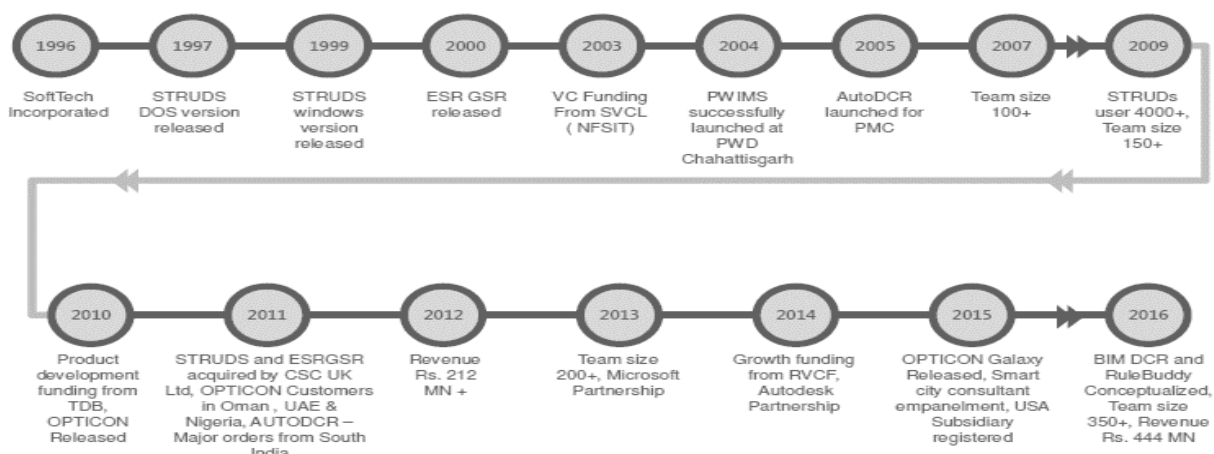 1996
1997
1999
2000
2003
2004
2005
2007
2009
SoftTech
Incorporated
STRUDS
DOS version
released
STRUDS
windows
version
released
ESR GSR
released
VC Funding
From SVCL
( NFSIT)
PWIMS
successfully
launched at
PWD
Chahattisgarh
AutoDCR
launched for
PMC
Team size
100+
STRUDs
user 4000+,
Team size
150+
2010
2011
2012
2013
2014
2015
2016
Product
development
funding from
TDB,
OPTICON
Released
STRUDS and ESRGSR
acquired by CSC UK
Ltd, OPTICON Customers
in Oman , UAE &
Nigeria, AUTODCR –
Major orders from South
India
Revenue
Rs. 212
MN +
Team size
200+, Microsoft
Partnership
Growth funding
from RVCF,
Autodesk
Partnership
OPTICON Galaxy
Released, Smart
city consultant
empanelment, USA
Subsidiary
registered
BIM DCR and
RuleBuddy
Conceptualized,
Team size
350+, Revenue
Rs. 444 MN